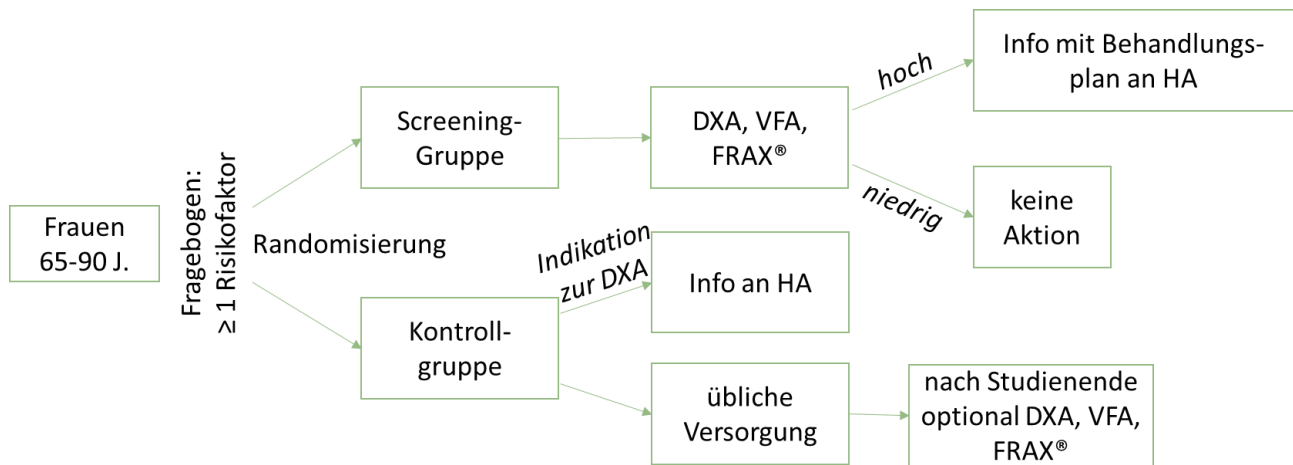 Frauen
65-90 J.
Fragebogen:
≥ 1 Risikofaktor
Randomisierung
Screening-
Gruppe
DXA, VFA,
FRAX®
hoch
Info mit Behandlungs-
plan an HA
niedrig
keine
Aktion
Kontroll-
gruppe
Indikation
zur DXA
Info an HA
übliche
Versorgung
nach Studienende
optional DXA, VFA,
FRAX®